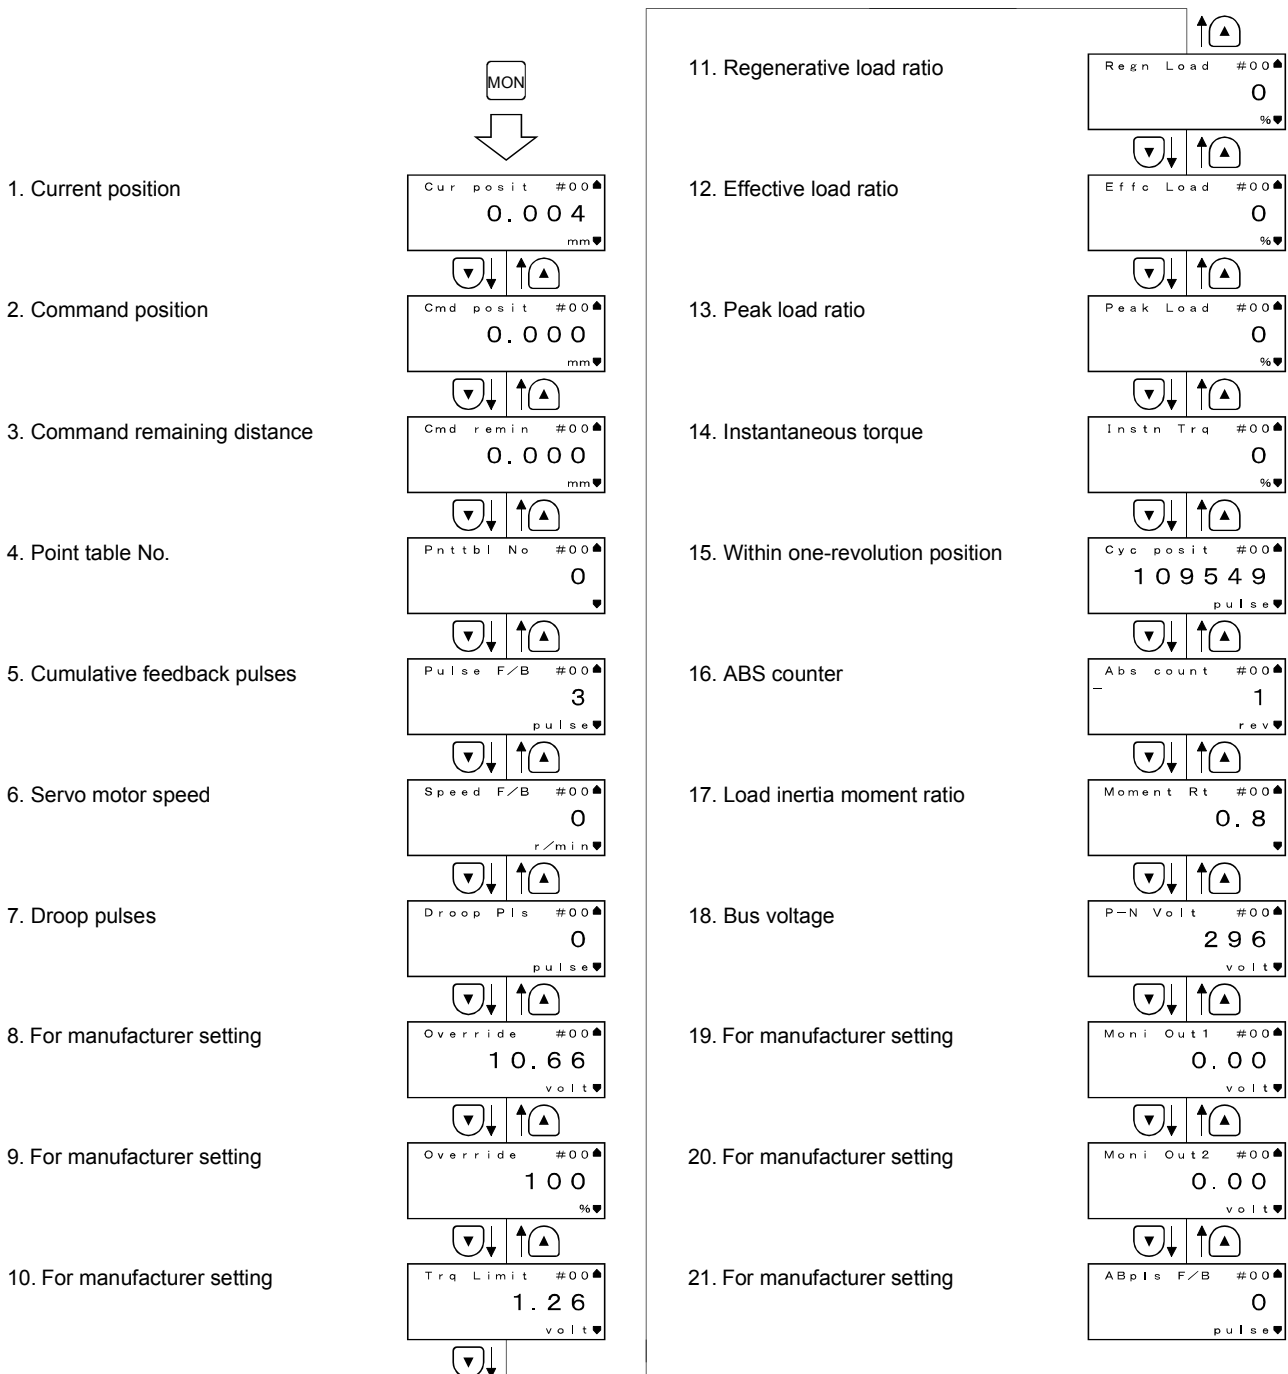 MON
1. Current position
Cur posit #00
0.004
mm
2. Command position
Cmd posit #00
0.000
mm
3. Command remaining distance
Cmd remin #00
0.000
mm
4. Point table No.
Pnttbl No #00
0
5. Cumulative feedback pulses
Pulse F/B #00
3
pulse
6. Servo motor speed
Speed F/B #00
0
r/min
7. Droop pulses
Droop Pls #00
0
pulse
8. For manufacturer setting
Override #00
10.66
volt
9. For manufacturer setting
Override #00
100
%
10. For manufacturer setting
Trq Limit #00
1.26
volt
11. Regenerative load ratio
Regn Load #00
0
%
12. Effective load ratio
Effc Load #00
0
%
13. Peak load ratio
Peak Load #00
0
%
14. Instantaneous torque
Instn Trq #00
0
%
15. Within one-revolution position
Cyc posit #00
109549
pulse
16. ABS counter
Abs count #00
- 1
rev
17. Load inertia moment ratio
Moment Rt #00
0.8
18. Bus voltage
P-N Volt #00
296
volt
19. For manufacturer setting
Moni Out1 #00
0.00
volt
20. For manufacturer setting
Moni Out2 #00
0.00
volt
21. For manufacturer setting
ABpls F/B #00
0
pulse